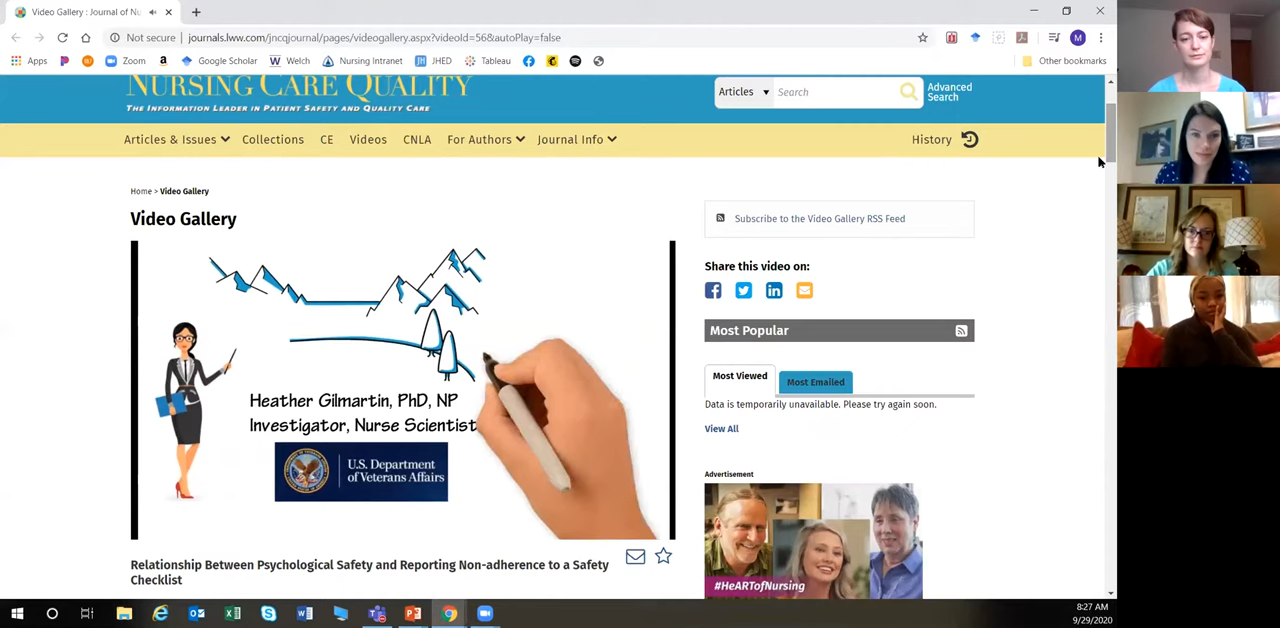 Video Gallery : Journal of Nu
Not secure | journals.lww.com/jncqjournal/pages/videogallery.aspx?videoId=56&autoPlay=false
M
Apps
Zoom
Google Scholar
Welch
Nursing Intranet
JHED
Tableau
Other bookmarks
NURSING CARE QUALITY
THE INFORMATION LEADER IN PATIENT SAFETY AND QUALITY CARE
Articles
Search
Advanced
Search
Articles & Issues
Collections
CE
Videos
CNLA
For Authors
Journal Info
History
Home > Video Gallery
Video Gallery
Heather Gilmartin, PhD, NP
Investigator, Nurse Scientist
U.S. Department
of Veterans Affairs
Relationship Between Psychological Safety and Reporting Non-adherence to a Safety
Checklist
Subscribe to the Video Gallery RSS Feed
Share this video on:
Most Popular
Most Viewed
Most Emailed
Data is temporarily unavailable. Please try again soon.
View All
Advertisement
#HeARTofNursing
8:27 AM
9/29/2020